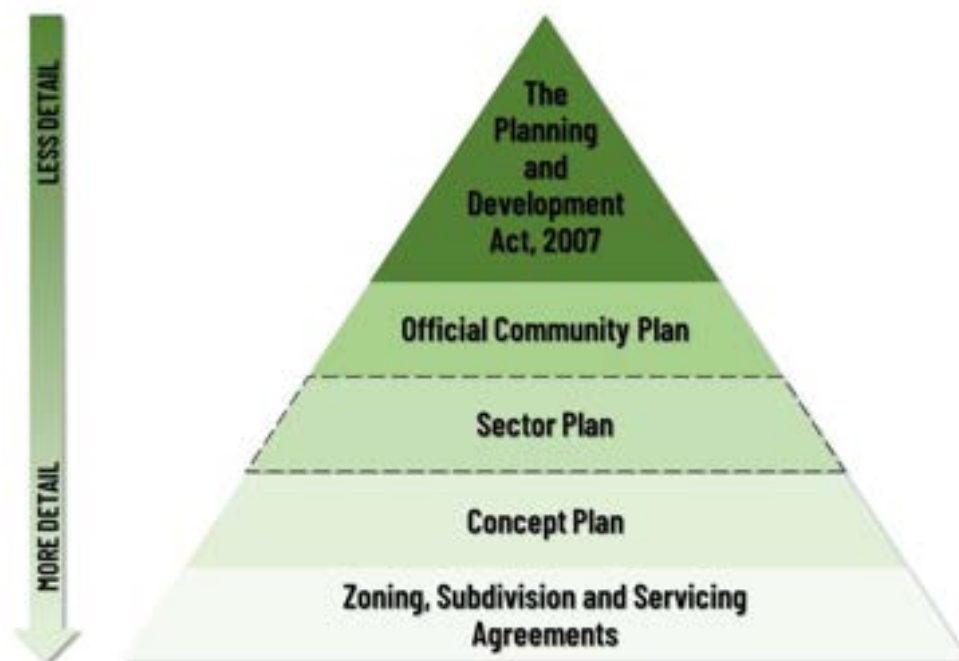 LESS DETAIL
MORE DETAIL
The
Planning
and
Development
Act, 2007
Official Community Plan
Sector Plan
Concept Plan
Zoning, Subdivision and Servicing
Agreements